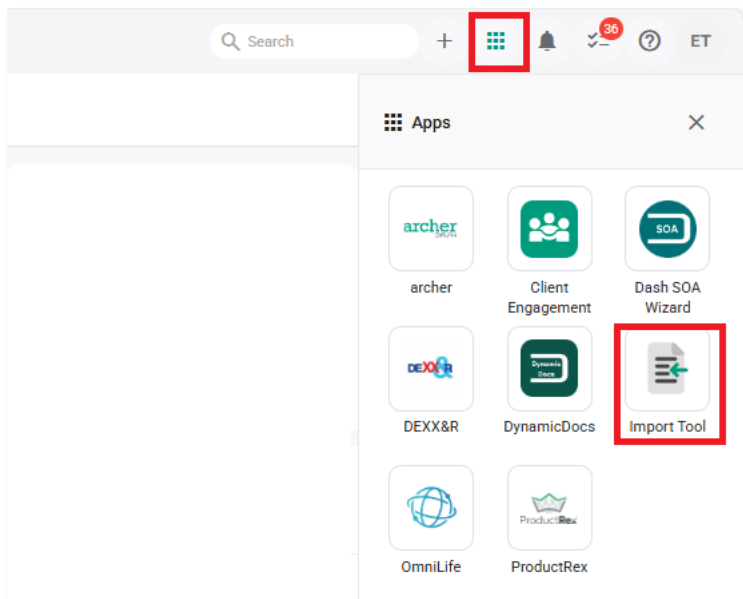 Search
36
ET
Apps
archer
archer
Client
Engagement
SOA
Dash SOA
Wizard
DEXX&R
DEXX&R
Dynamic
Docs
DynamicDocs
Import Tool
OmniLife
ProductRex
ProductRex